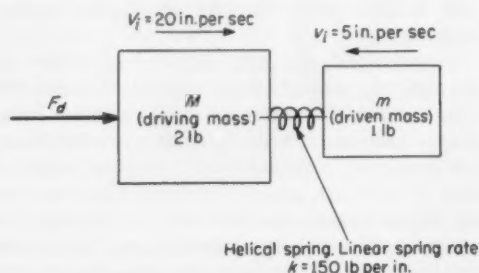 V_i = 20 in. per sec
v_i = 5 in. per sec
F_d
M
(driving mass)
2 lb
m
(driven mass)
1 lb
Helical spring. Linear spring rate
k = 150 lb per in.